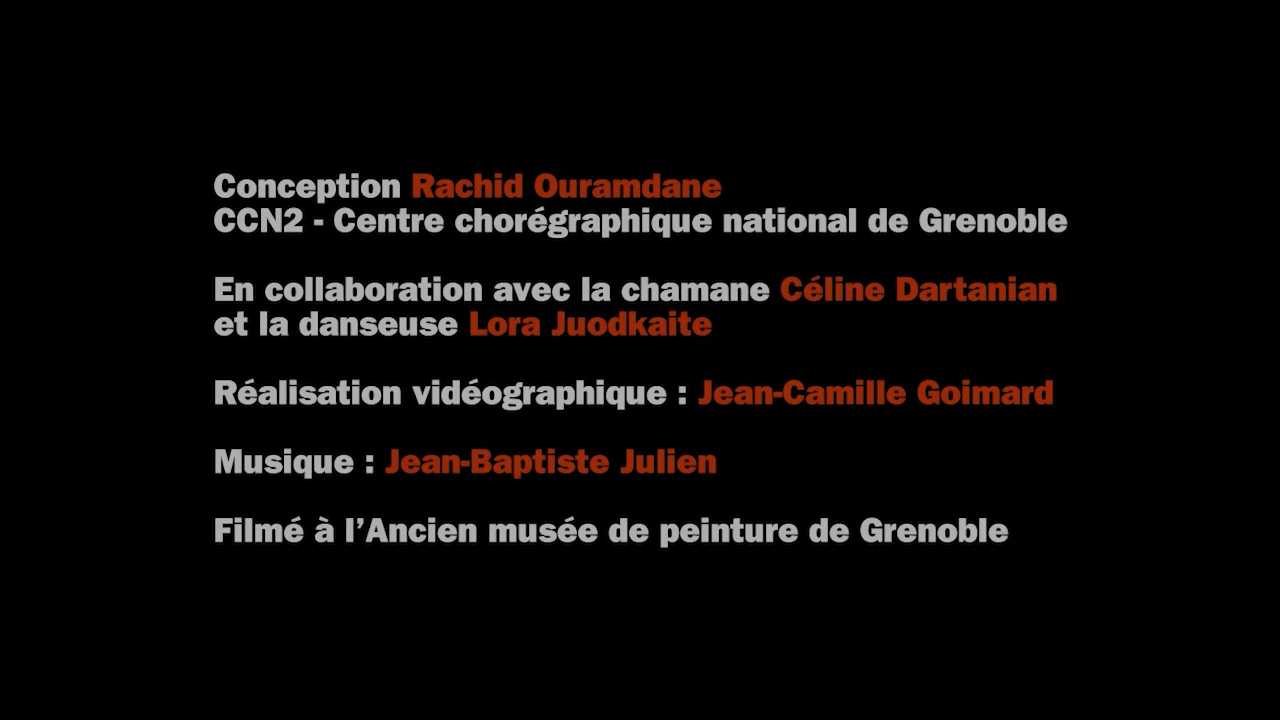 Conception Rachid Ouramdane
CCN2 - Centre chorégraphique national de Grenoble
En collaboration avec la chamane Céline Dartanian
et la danseuse Lora Juodkaite
Réalisation vidéographique : Jean-Camille Goimard
Musique : Jean-Baptiste Julien
Filmé à l’Ancien musée de peinture de Grenoble